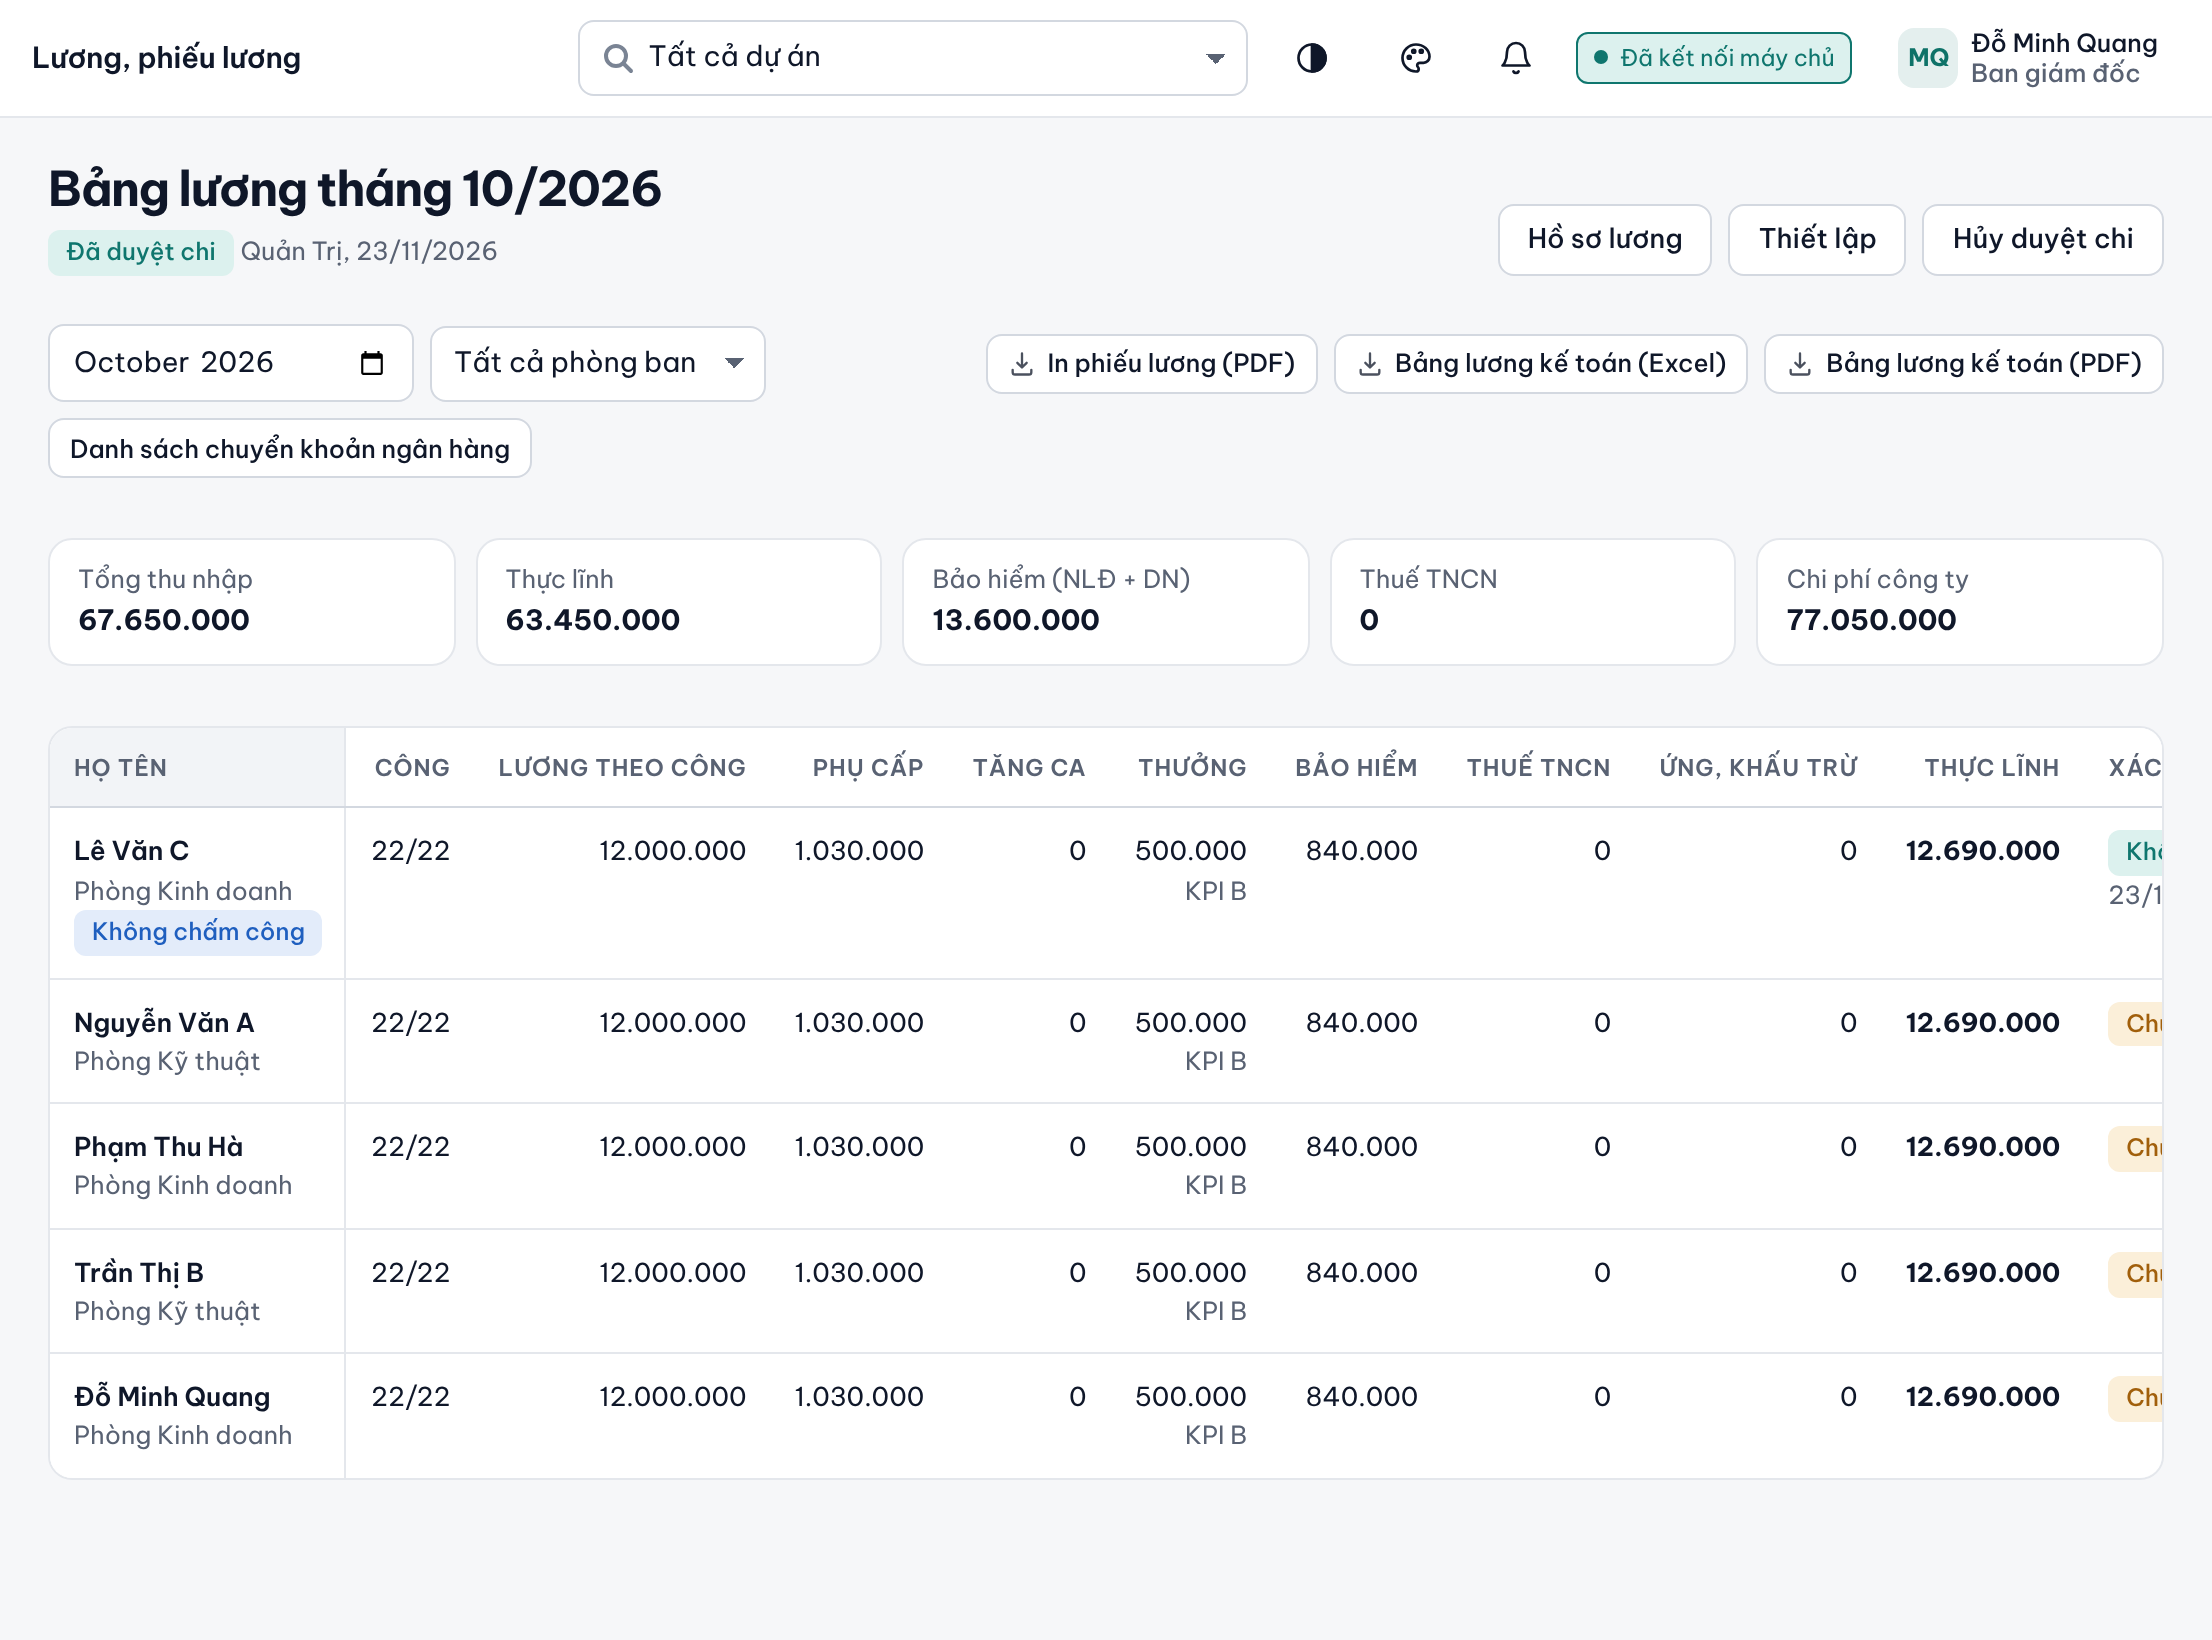 Lương, phiếu lương
Tất cả dự án
Đã kết nối máy chủ
MQ
Đỗ Minh Quang
Ban giám đốc
Bảng lương tháng 10/2026
Đã duyệt chi Quản Trị, 23/11/2026
Hồ sơ lương
Thiết lập
Hủy duyệt chi
October 2026
Tất cả phòng ban
In phiếu lương (PDF)
Bảng lương kế toán (Excel)
Bảng lương kế toán (PDF)
Danh sách chuyển khoản ngân hàng
Tổng thu nhập
67.650.000
Thực lĩnh
63.450.000
Bảo hiểm (NLĐ + DN)
13.600.000
Thuế TNCN
0
Chi phí công ty
77.050.000
HỌ TÊN CÔNG LƯƠNG THEO CÔNG PHỤ CẤP TĂNG CA THƯỞNG BẢO HIỂM THUẾ TNCN ỨNG, KHẤU TRỪ THỰC LĨNH XÁC
Lê Văn C 22/22 12.000.000 1.030.000 0 500.000 840.000 0 0 12.690.000
Phòng Kinh doanh KPI B 23/1
Không chấm công
Nguyễn Văn A 22/22 12.000.000 1.030.000 0 500.000 840.000 0 0 12.690.000
Phòng Kỹ thuật KPI B
Phạm Thu Hà 22/22 12.000.000 1.030.000 0 500.000 840.000 0 0 12.690.000
Phòng Kinh doanh KPI B
Trần Thị B 22/22 12.000.000 1.030.000 0 500.000 840.000 0 0 12.690.000
Phòng Kỹ thuật KPI B
Đỗ Minh Quang 22/22 12.000.000 1.030.000 0 500.000 840.000 0 0 12.690.000
Phòng Kinh doanh KPI B